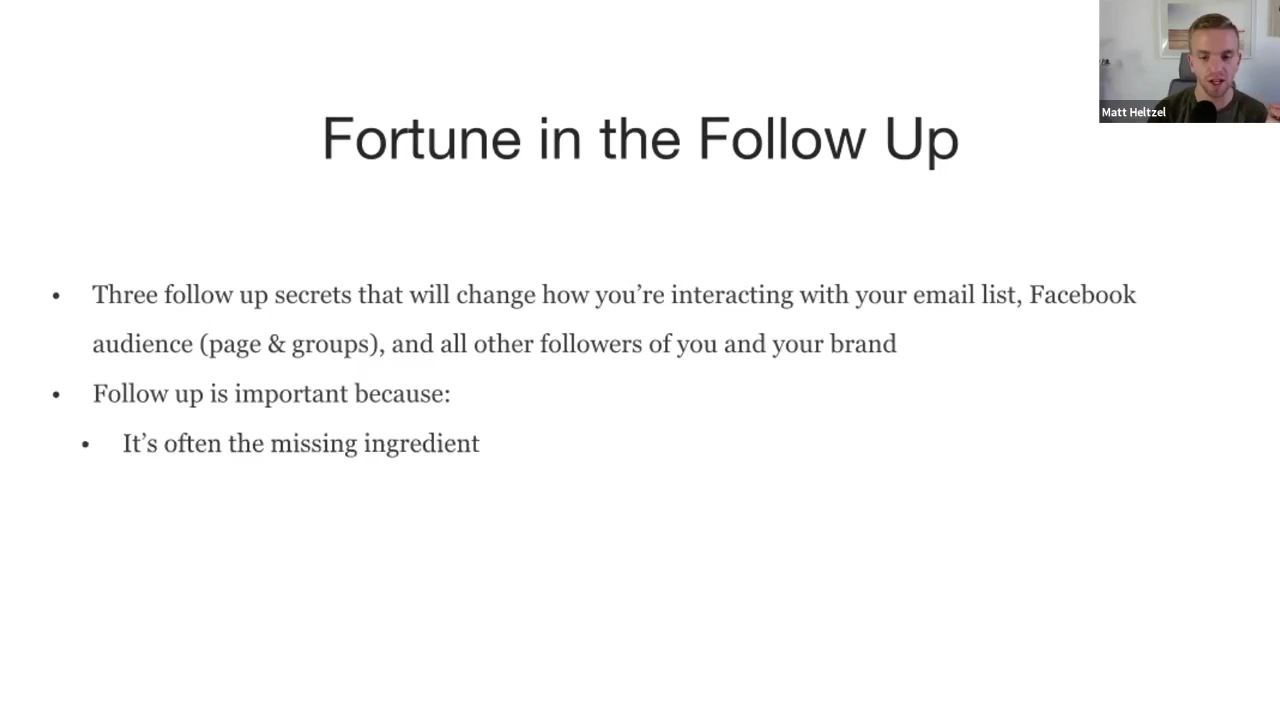 Matt Heltzel
Fortune in the Follow Up
• Three follow up secrets that will change how you’re interacting with your email list, Facebook
audience (page & groups), and all other followers of you and your brand
• Follow up is important because:
• It’s often the missing ingredient